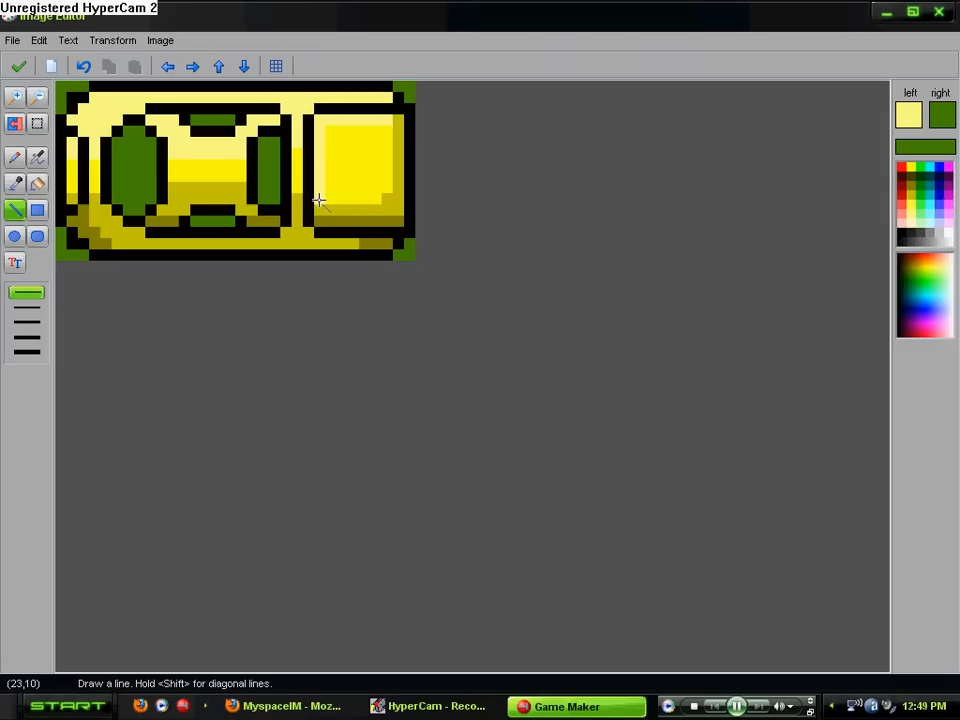 Unregistered HyperCam 2
Image Editor
File Edit Text Transform Image
left right
TT
(23,10) Draw a line. Hold <Shift> for diagonal lines.
START MyspaceIM - Moz... HyperCam - Reco... Game Maker 12:49 PM